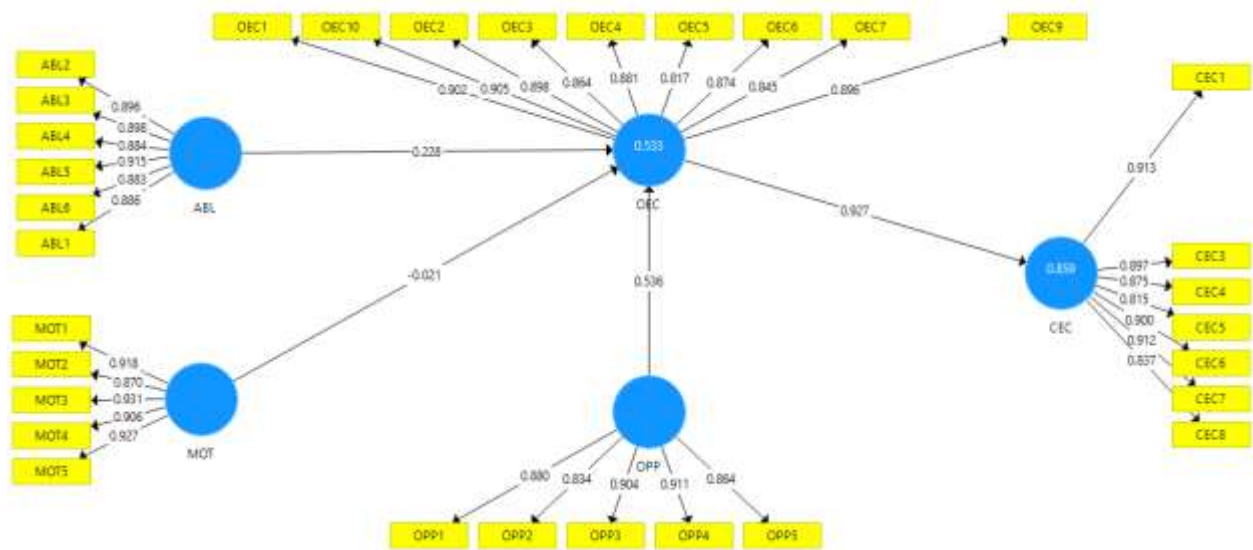 OEC1 OEC10 OEC2 OEC3 OEC4 OEC5 OEC6 OEC7 OEC9
0.902 0.905 0.898 0.864 0.881 0.817 0.874 0.845 0.896
ABL2
ABL3
ABL4
ABL5
ABL6
ABL1
0.896
0.898
0.884
0.915
0.883
0.886
ABL
0.228
0.533
OEC
CEC1
0.913
0.927
0.859
CEC
CEC3
CEC4
CEC5
CEC6
CEC7
CEC8
0.897
0.875
0.815
0.900
0.912
0.837
-0.021
0.536
MOT1
MOT2
MOT3
MOT4
MOT5
0.918
0.870
0.931
0.906
0.927
MOT
OPP
0.880 0.834 0.904 0.911 0.864
OPP1 OPP2 OPP3 OPP4 OPP5